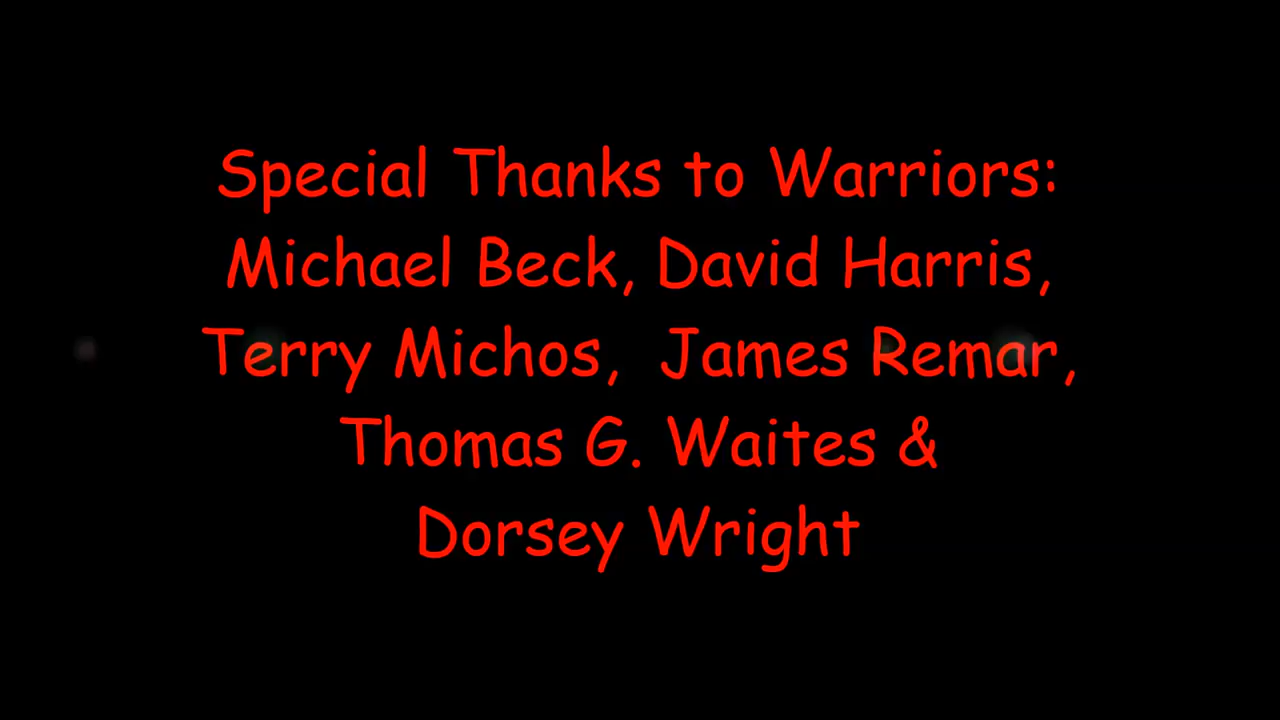 Special Thanks to Warriors:
Michael Beck, David Harris,
Terry Michos,  James Remar,
Thomas G. Waites &
Dorsey Wright